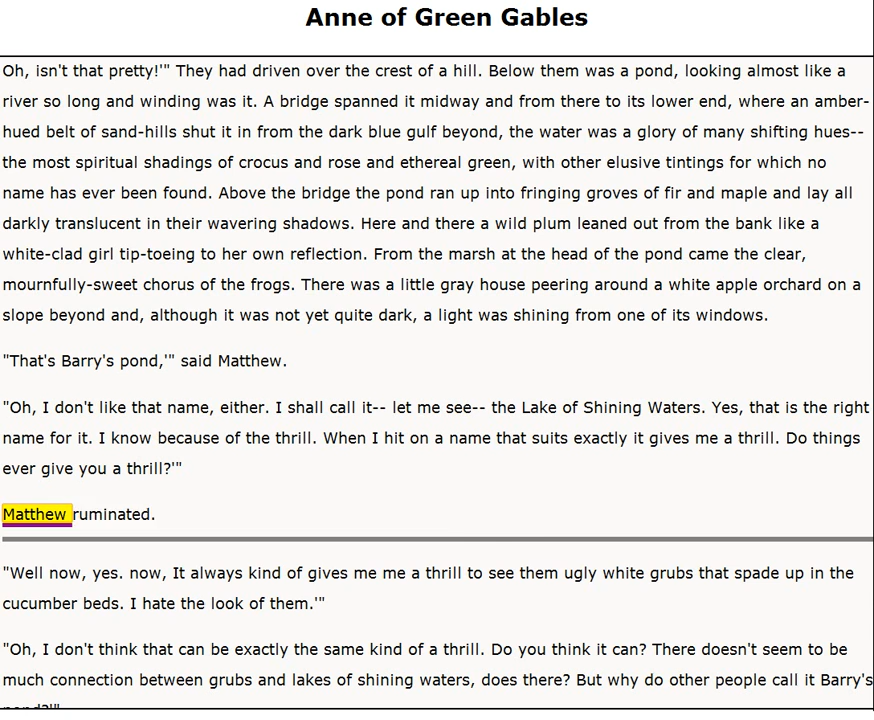 Anne of Green Gables
Oh, isn't that pretty!'" They had driven over the crest of a hill. Below them was a pond, looking almost like a
river so long and winding was it. A bridge spanned it midway and from there to its lower end, where an amber-
hued belt of sand-hills shut it in from the dark blue gulf beyond, the water was a glory of many shifting hues--
the most spiritual shadings of crocus and rose and ethereal green, with other elusive tintings for which no
name has ever been found. Above the bridge the pond ran up into fringing groves of fir and maple and lay all
darkly translucent in their wavering shadows. Here and there a wild plum leaned out from the bank like a
white-clad girl tip-toeing to her own reflection. From the marsh at the head of the pond came the clear,
mournfully-sweet chorus of the frogs. There was a little gray house peering around a white apple orchard on a
slope beyond and, although it was not yet quite dark, a light was shining from one of its windows.
"That's Barry's pond,'" said Matthew.
"Oh, I don't like that name, either. I shall call it-- let me see-- the Lake of Shining Waters. Yes, that is the right
name for it. I know because of the thrill. When I hit on a name that suits exactly it gives me a thrill. Do things
ever give you a thrill?'"
Matthew ruminated.
"Well now, yes. now, It always kind of gives me me a thrill to see them ugly white grubs that spade up in the
cucumber beds. I hate the look of them.'"
"Oh, I don't think that can be exactly the same kind of a thrill. Do you think it can? There doesn't seem to be
much connection between grubs and lakes of shining waters, does there? But why do other people call it Barry's